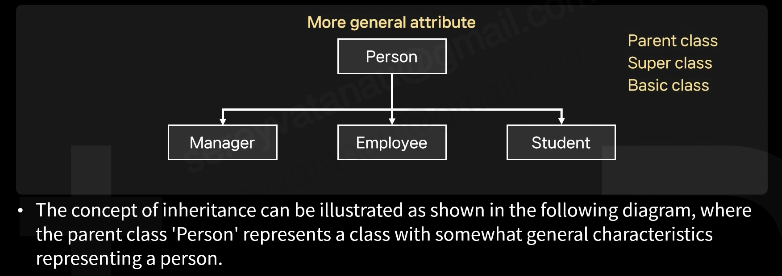 More general attribute
Person
Parent class
Super class
Basic class
Manager
Employee
Student
• The concept of inheritance can be illustrated as shown in the following diagram, where
the parent class 'Person' represents a class with somewhat general characteristics
representing a person.